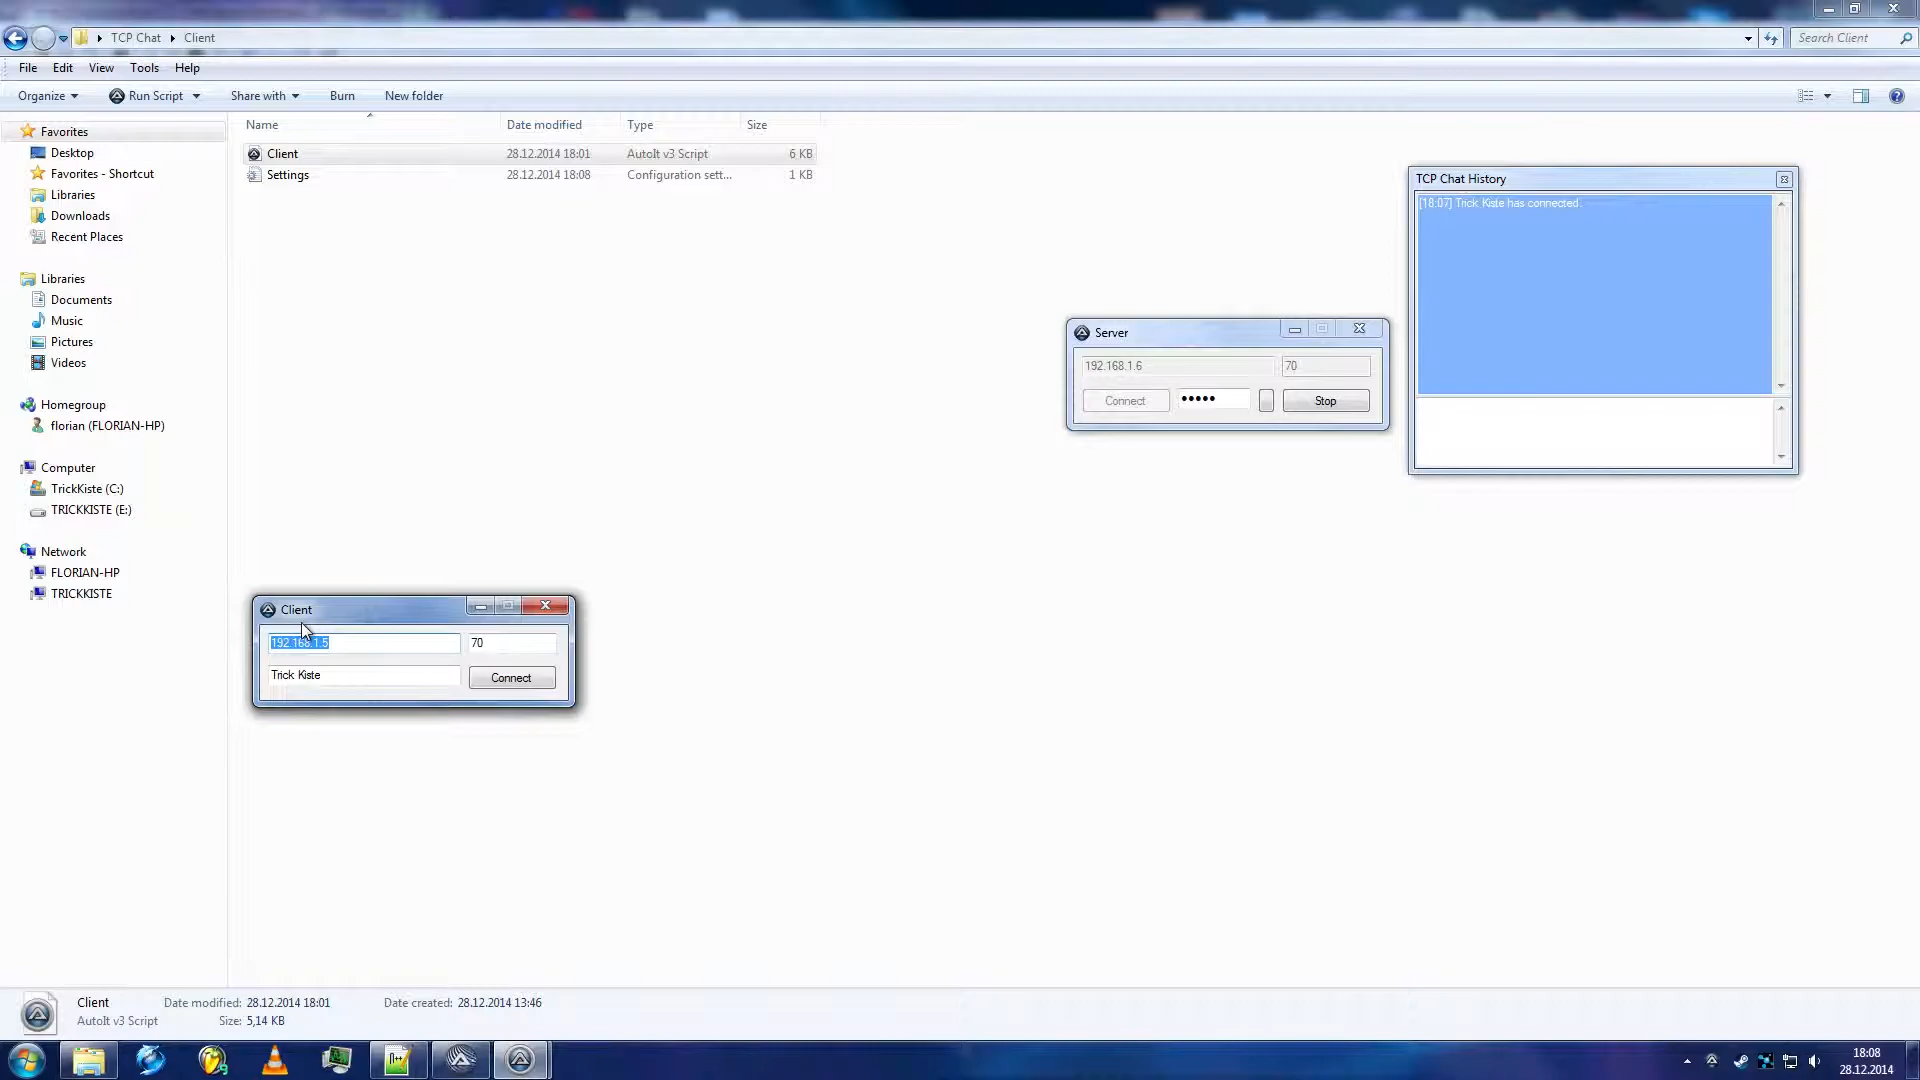 TCP Chat Client
Search Client
File Edit View Tools Help
Organize Run Script Share with Burn New folder
Name Date modified Type Size
Client 28.12.2014 18:01 AutoIt v3 Script 6 KB
Settings 28.12.2014 18:08 Configuration sett... 1 KB
Favorites
Desktop
Favorites - Shortcut
Libraries
Downloads
Recent Places
Libraries
Documents
Music
Pictures
Videos
Homegroup
florian (FLORIAN-HP)
Computer
TrickKiste (C:)
TRICKKISTE (E:)
Network
FLORIAN-HP
TRICKKISTE
TCP Chat History
[18:07] Trick Kiste has connected.
Server
192.168.1.6 70
Connect ••••• Stop
Client
192.168.1.5 70
Trick Kiste Connect
Client Date modified: 28.12.2014 18:01 Date created: 28.12.2014 13:46
AutoIt v3 Script Size: 5,14 KB
18:08
28.12.2014